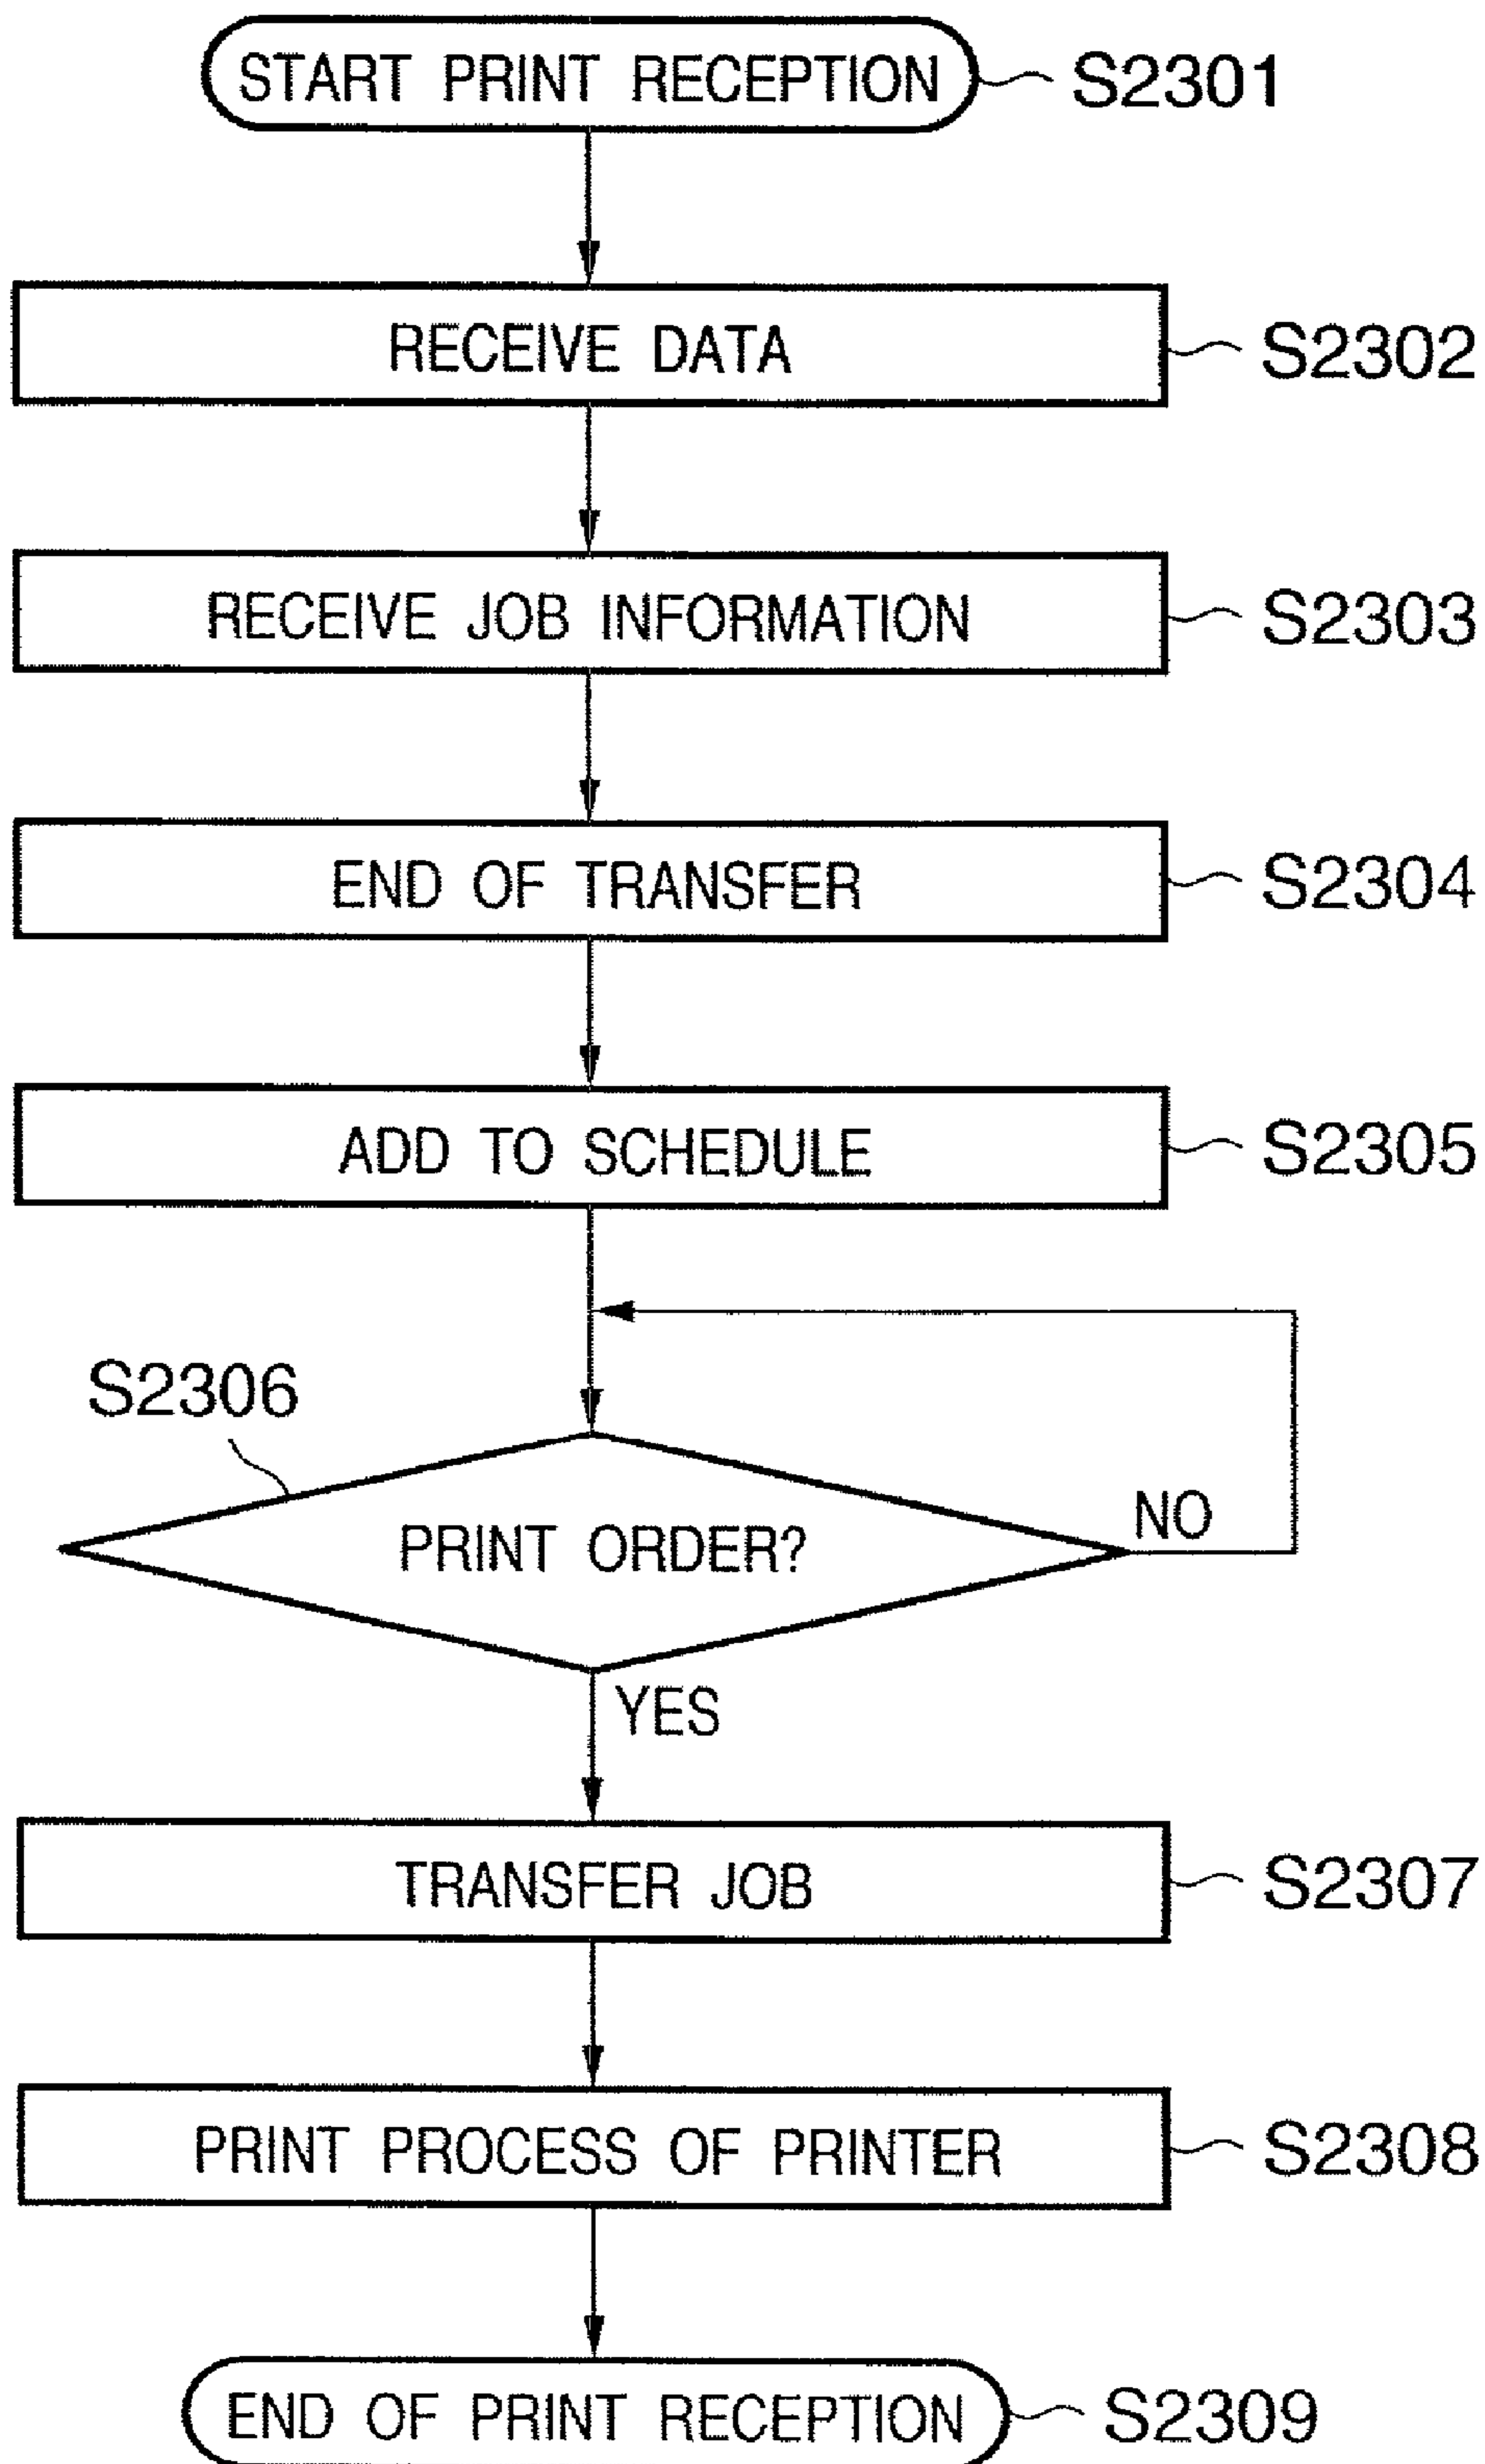 START PRINT RECEPTION S2301
RECEIVE DATA S2302
RECEIVE JOB INFORMATION S2303
END OF TRANSFER S2304
ADD TO SCHEDULE S2305
S2306
PRINT ORDER? NO
YES
TRANSFER JOB S2307
PRINT PROCESS OF PRINTER S2308
END OF PRINT RECEPTION S2309